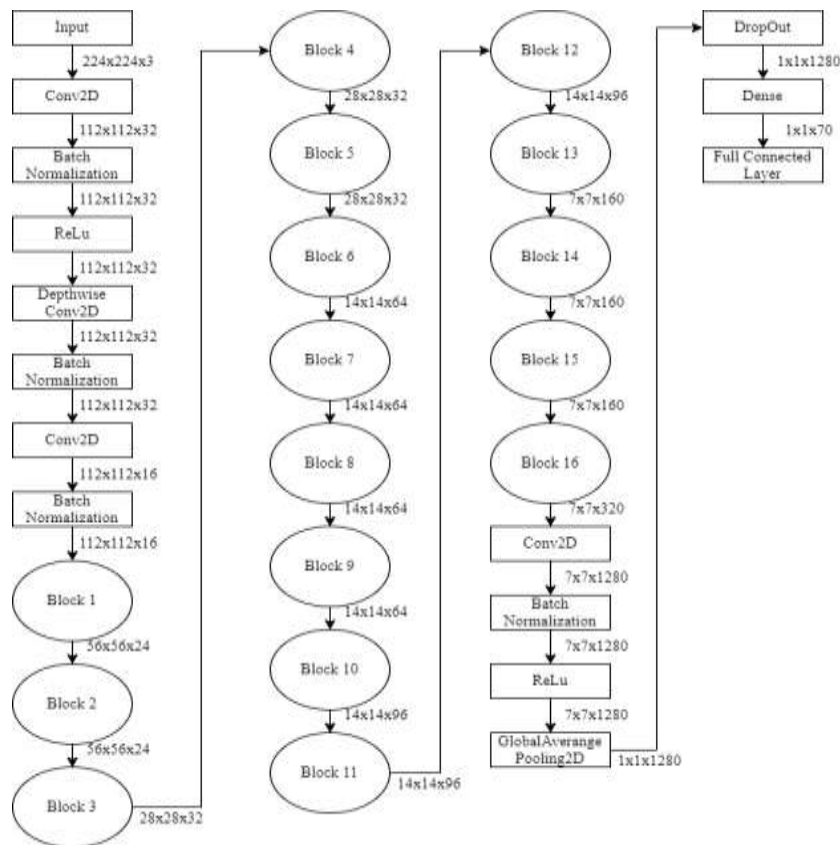 Input
224x224x3
Conv2D
112x112x32
Batch
Normalization
112x112x32
ReLu
112x112x32
Depthwise
Conv2D
112x112x32
Batch
Normalization
112x112x32
Conv2D
112x112x16
Batch
Normalization
112x112x16
Block 1
56x56x24
Block 2
56x56x24
Block 3
28x28x32
Block 4
28x28x32
Block 5
28x28x32
Block 6
14x14x64
Block 7
14x14x64
Block 8
14x14x64
Block 9
14x14x64
Block 10
14x14x96
Block 11
14x14x96
Block 12
14x14x96
Block 13
7x7x160
Block 14
7x7x160
Block 15
7x7x160
Block 16
7x7x320
Conv2D
7x7x1280
Batch
Normalization
7x7x1280
ReLu
7x7x1280
GlobalAverange
Pooling2D
1x1x1280
DropOut
1x1x1280
Dense
1x1x70
Full Connected
Layer